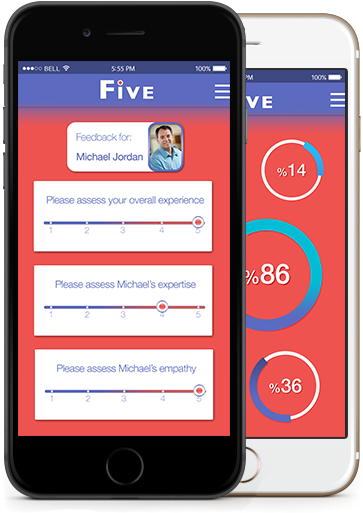 BELL
5:55 PM
100%
FIVE
Feedback for:
Michael Jordan
Please assess your overall experience
1 2 3 4 5
Please assess Michael's expertise
1 2 3 4 5
Please assess Michael's empathy
1 2 3 4 5
PM
100%
VE
%14
%86
%36